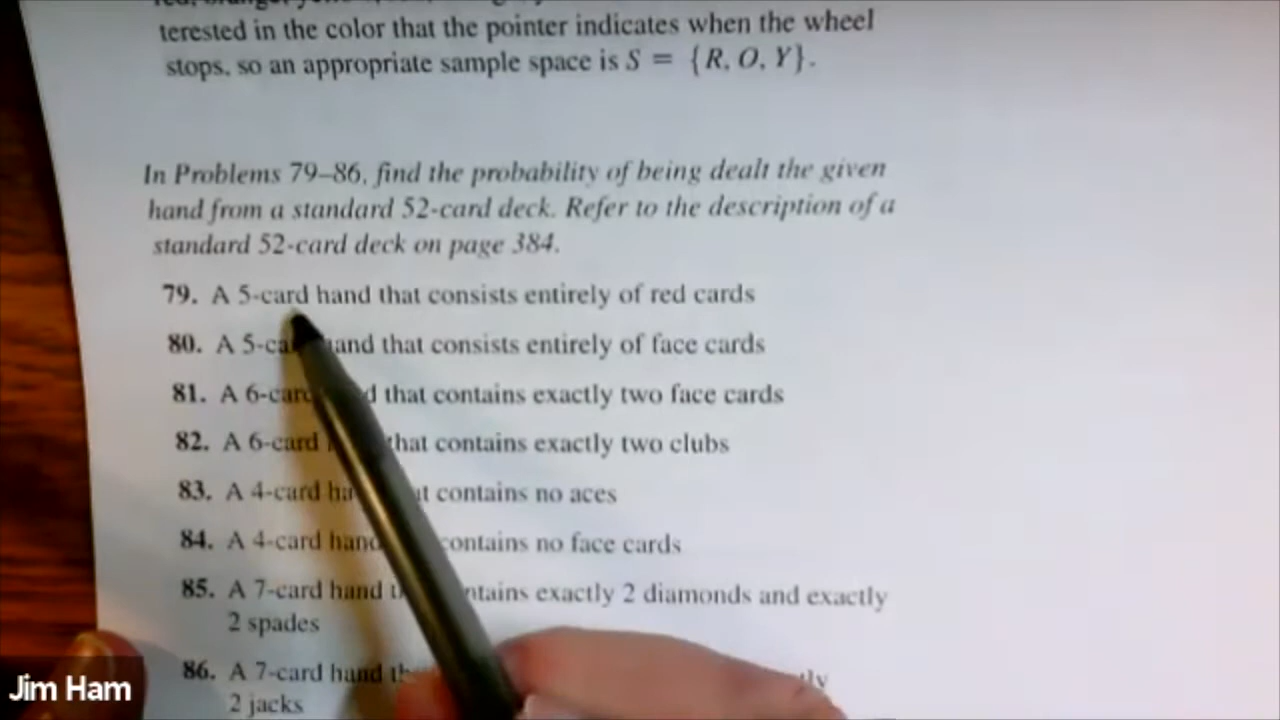 terested in the color that the pointer indicates when the wheel
stops, so an appropriate sample space is S = {R, O, Y}.
In Problems 79–86, find the probability of being dealt the given
hand from a standard 52-card deck. Refer to the description of a
standard 52-card deck on page 384.
79. A 5-card hand that consists entirely of red cards
80. A 5-ca and that consists entirely of face cards
81. A 6-card d that contains exactly two face cards
82. A 6-card that contains exactly two clubs
83. A 4-card ha t contains no aces
84. A 4-card hand contains no face cards
85. A 7-card hand ntains exactly 2 diamonds and exactly
2 spades
86. A 7-card hand
2 jacks
Jim Ham